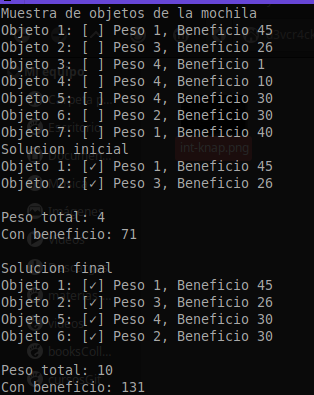 Muestra de objetos de la mochila
Objeto 1: [ ] Peso 1, Beneficio 45
Objeto 2: [ ] Peso 3, Beneficio 26
Objeto 3: [ ] Peso 4, Beneficio 1
Objeto 4: [ ] Peso 4, Beneficio 10
Objeto 5: [ ] Peso 4, Beneficio 30
Objeto 6: [ ] Peso 2, Beneficio 30
Objeto 7: [ ] Peso 1, Beneficio 40
Solucion inicial
int-knap.png
Objeto 1: [✓] Peso 1, Beneficio 45
Objeto 2: [✓] Peso 3, Beneficio 26
Peso total: 4
Con beneficio: 71
Solucion final
Objeto 1: [✓] Peso 1, Beneficio 45
Objeto 2: [✓] Peso 3, Beneficio 26
Objeto 5: [✓] Peso 4, Beneficio 30
Objeto 6: [✓] Peso 2, Beneficio 30
booksColl...
Peso total: 10
Con beneficio: 131